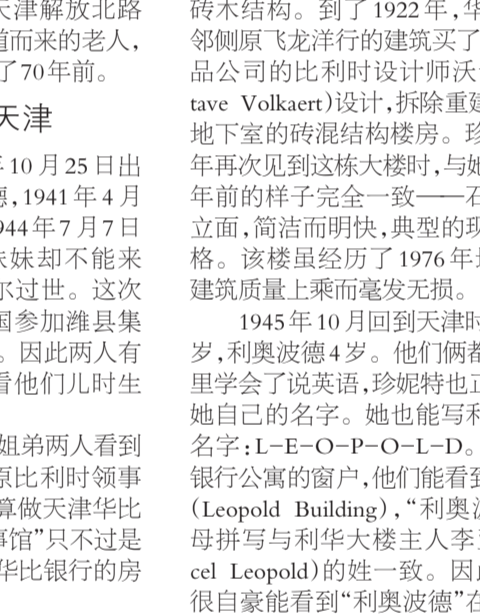 天津解放北路
道而来的老人,
了70年前。
天津
年10月25日出
德,1941年4月
944年7月7日
妹妹却不能来
尔过世。这次
国参加潍县集
。因此两人有
看他们儿时生
姐弟两人看到
原比利时领事
算做天津华比
事馆”只不过是
华比银行的房
砖木结构。到了1922年,华
邻侧原飞龙洋行的建筑买了
品公司的比利时设计师沃
tave Volkaert)设计,拆除重建
地下室的砖混结构楼房。珍
年再次见到这栋大楼时,与她
年前的样子完全一致——石
立面,简洁而明快,典型的现
格。该楼虽经历了1976年
建筑质量上乘而毫发无损。
1945年10月回到天津时
岁,利奥波德4岁。他们俩都
里学会了说英语,珍妮特也正
她自己的名字。她也能写利
名字:L-E-O-P-O-L-D。
银行公寓的窗户,他们能看到
(Leopold Building),“利奥波
母拼写与利华大楼主人李
cel Leopold)的姓一致。因此
很自豪能看到“利奥波德”在